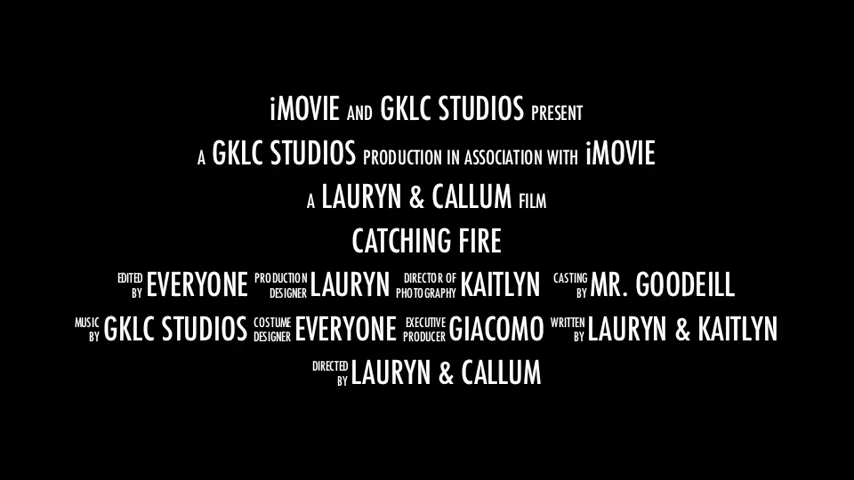 iMOVIE AND GKLC STUDIOS PRESENT
A GKLC STUDIOS PRODUCTION IN ASSOCIATION WITH iMOVIE
A LAURYN & CALLUM FILM
CATCHING FIRE
EDITED BY EVERYONE PRODUCTION DESIGNER LAURYN DIRECTOR OF PHOTOGRAPHY KAITLYN CASTING BY MR. GOODEILL
MUSIC BY GKLC STUDIOS COSTUME DESIGNER EVERYONE EXECUTIVE PRODUCER GIACOMO WRITTEN BY LAURYN & KAITLYN
DIRECTED BY LAURYN & CALLUM